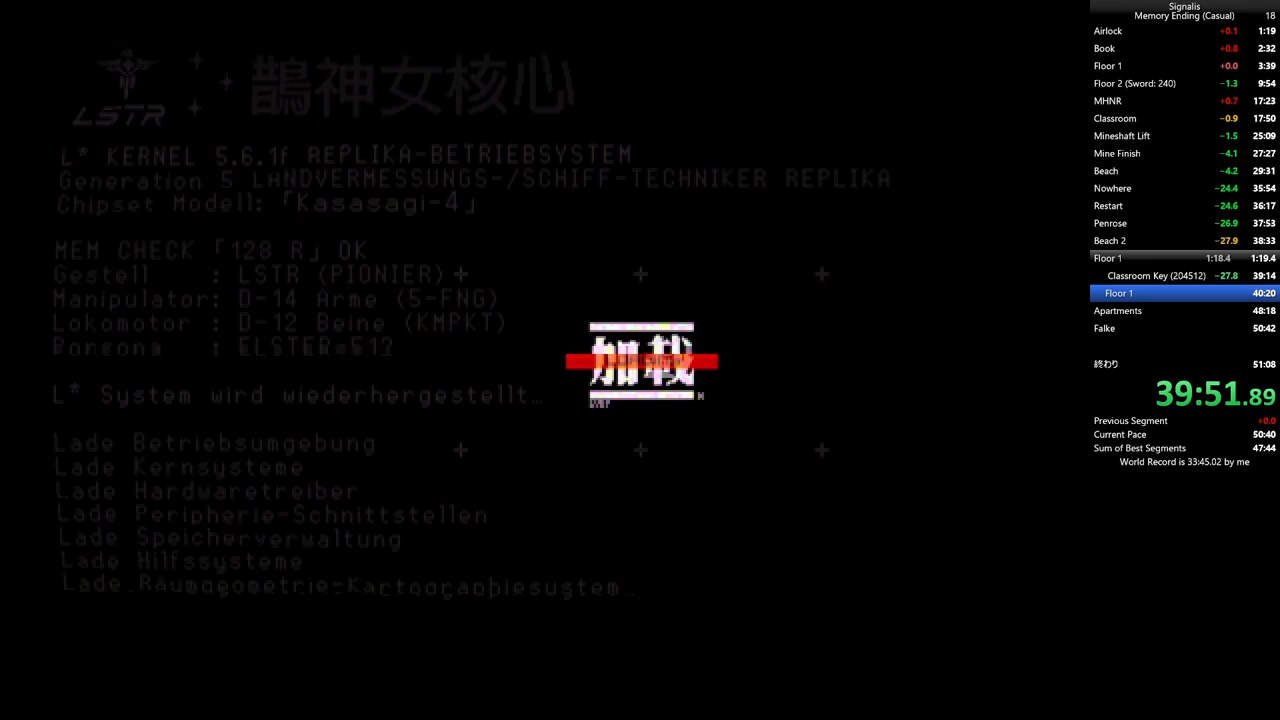 LSTR
鵲神女核心
L* KERNEL 5.6.1f REPLIKA-BETRIEBSYSTEM
Generation 5 LANDVERMESSUNGS-/SCHIFF-TECHNIKER REPLIKA
Chipset Modell:「Kasasagi-4」
MEM CHECK「128 R」OK
Gestell : LSTR (PIONIER)
Manipulator: D-14 Arme (5-FNG)
Lokomotor : D-12 Beine (KMPKT)
Persona : ELSTER-512
L* System wird wiederhergestellt…
Lade Betriebsumgebung
Lade Kernsysteme
Lade Hardwaretreiber
Lade Peripherie-Schnittstellen
Lade Speicherverwaltung
Lade Hilfssysteme
Lade Raumgeometrie-Kartographiesystem…
加載
Signalis
Memory Ending (Casual) 18
Airlock +0.1 1:19
Book +0.8 2:32
Floor 1 +0.0 3:39
Floor 2 (Sword: 240) −1.3 9:54
MHNR +0.7 17:23
Classroom −0.9 17:50
Mineshaft Lift −1.5 25:09
Mine Finish −4.1 27:27
Beach −4.2 29:31
Nowhere −24.4 35:54
Restart −24.6 36:17
Penrose −26.9 37:53
Beach 2 −27.9 38:33
Floor 1 1:18.4 1:19.4
Classroom Key (204512) −27.8 39:14
Floor 1 40:20
Apartments 48:18
Falke 50:42
終わり 51:08
39:51.89
Previous Segment +0.0
Current Pace 50:40
Sum of Best Segments 47:44
World Record is 33:45.02 by me